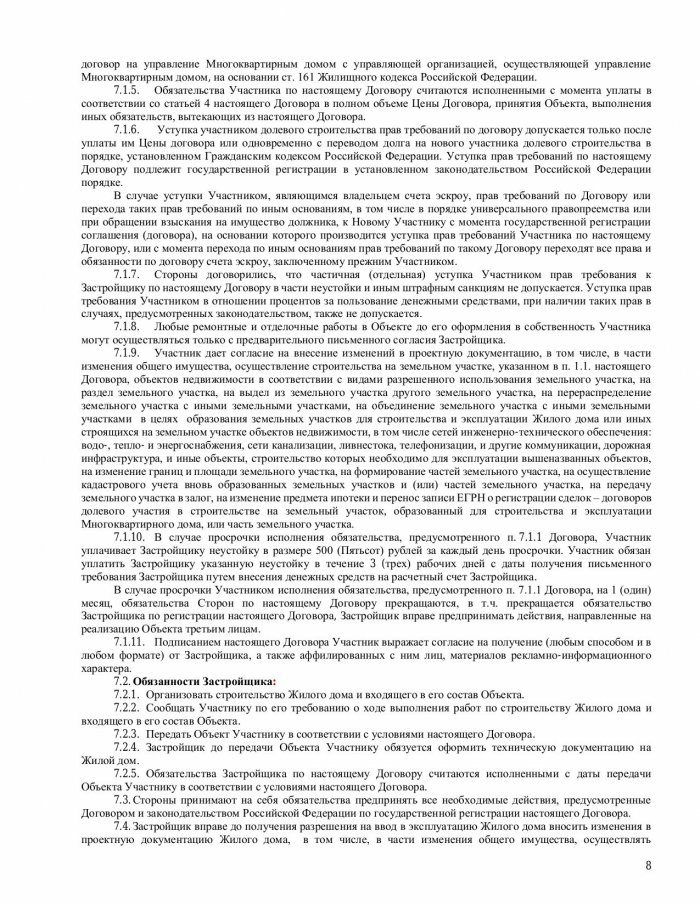 договор на управление Многоквартирным домом с управляющей организацией, осуществляющей управление
Многоквартирным домом, на основании ст. 161 Жилищного кодекса Российской Федерации.
7.1.5. Обязательства Участника по настоящему Договору считаются исполненными с момента уплаты в
соответствии со статьей 4 настоящего Договора в полном объеме Цены Договора, принятия Объекта, выполнения
иных обязательств, вытекающих из настоящего Договора.
7.1.6. Уступка участником долевого строительства прав требований по договору допускается только после
уплаты им Цены договора или одновременно с переводом долга на нового участника долевого строительства в
порядке, установленном Гражданским кодексом Российской Федерации. Уступка прав требований по настоящему
Договору подлежит государственной регистрации в установленном законодательством Российской Федерации
порядке.
В случае уступки Участником, являющимся владельцем счета эскроу, прав требований по Договору или
перехода таких прав требований по иным основаниям, в том числе в порядке универсального правопреемства или
при обращении взыскания на имущество должника, к Новому Участнику с момента государственной регистрации
соглашения (договора), на основании которого производится уступка прав требований Участника по настоящему
Договору, или с момента перехода по иным основаниям прав требований по такому Договору переходят все права и
обязанности по договору счета эскроу, заключенному прежним Участником.
7.1.7. Стороны договорились, что частичная (отдельная) уступка Участником прав требования к
Застройщику по настоящему Договору в части неустойки и иным штрафным санкциям не допускается. Уступка прав
требования Участником в отношении процентов за пользование денежными средствами, при наличии таких прав в
случаях, предусмотренных законодательством, также не допускается.
7.1.8. Любые ремонтные и отделочные работы в Объекте до его оформления в собственность Участника
могут осуществляться только с предварительного письменного согласия Застройщика.
7.1.9. Участник дает согласие на внесение изменений в проектную документацию, в том числе, в части
изменения общего имущества, осуществление строительства на земельном участке, указанном в п. 1.1. настоящего
Договора, объектов недвижимости в соответствии с видами разрешенного использования земельного участка, на
раздел земельного участка, на выдел из земельного участка другого земельного участка, на перераспределение
земельного участка с иными земельными участками, на объединение земельного участка с иными земельными
участками в целях образования земельных участков для строительства и эксплуатации Жилого дома или иных
строящихся на земельном участке объектов недвижимости, в том числе сетей инженерно-технического обеспечения:
водо-, тепло- и энергоснабжения, сети канализации, ливнестока, телефонизации, и другие коммуникации, дорожная
инфраструктура, и иные объекты, строительство которых необходимо для эксплуатации вышеназванных объектов,
на изменение границ и площади земельного участка, на формирование частей земельного участка, на осуществление
кадастрового учета вновь образованных земельных участков и (или) частей земельного участка, на передачу
земельного участка в залог, на изменение предмета ипотеки и перенос записи ЕГРН о регистрации сделок – договоров
долевого участия в строительстве на земельный участок, образованный для строительства и эксплуатации
Многоквартирного дома, или часть земельного участка.
7.1.10. В случае просрочки исполнения обязательства, предусмотренного п. 7.1.1 Договора, Участник
уплачивает Застройщику неустойку в размере 500 (Пятьсот) рублей за каждый день просрочки. Участник обязан
уплатить Застройщику указанную неустойку в течение 3 (трех) рабочих дней с даты получения письменного
требования Застройщика путем внесения денежных средств на расчетный счет Застройщика.
В случае просрочки Участником исполнения обязательства, предусмотренного п. 7.1.1 Договора, на 1 (один)
месяц, обязательства Сторон по настоящему Договору прекращаются, в т.ч. прекращается обязательство
Застройщика по регистрации настоящего Договора, Застройщик вправе предпринимать действия, направленные на
реализацию Объекта третьим лицам.
7.1.11. Подписанием настоящего Договора Участник выражает согласие на получение (любым способом и в
любом формате) от Застройщика, а также аффилированных с ним лиц, материалов рекламно-информационного
характера.
7.2. Обязанности Застройщика:
7.2.1. Организовать строительство Жилого дома и входящего в его состав Объекта.
7.2.2. Сообщать Участнику по его требованию о ходе выполнения работ по строительству Жилого дома и
входящего в его состав Объекта.
7.2.3. Передать Объект Участнику в соответствии с условиями настоящего Договора.
7.2.4. Застройщик до передачи Объекта Участнику обязуется оформить техническую документацию на
Жилой дом.
7.2.5. Обязательства Застройщика по настоящему Договору считаются исполненными с даты передачи
Объекта Участнику в соответствии с условиями настоящего Договора.
7.3. Стороны принимают на себя обязательства предпринять все необходимые действия, предусмотренные
Договором и законодательством Российской Федерации по государственной регистрации настоящего Договора.
7.4. Застройщик вправе до получения разрешения на ввод в эксплуатацию Жилого дома вносить изменения в
проектную документацию Жилого дома, в том числе, в части изменения общего имущества, осуществлять
8